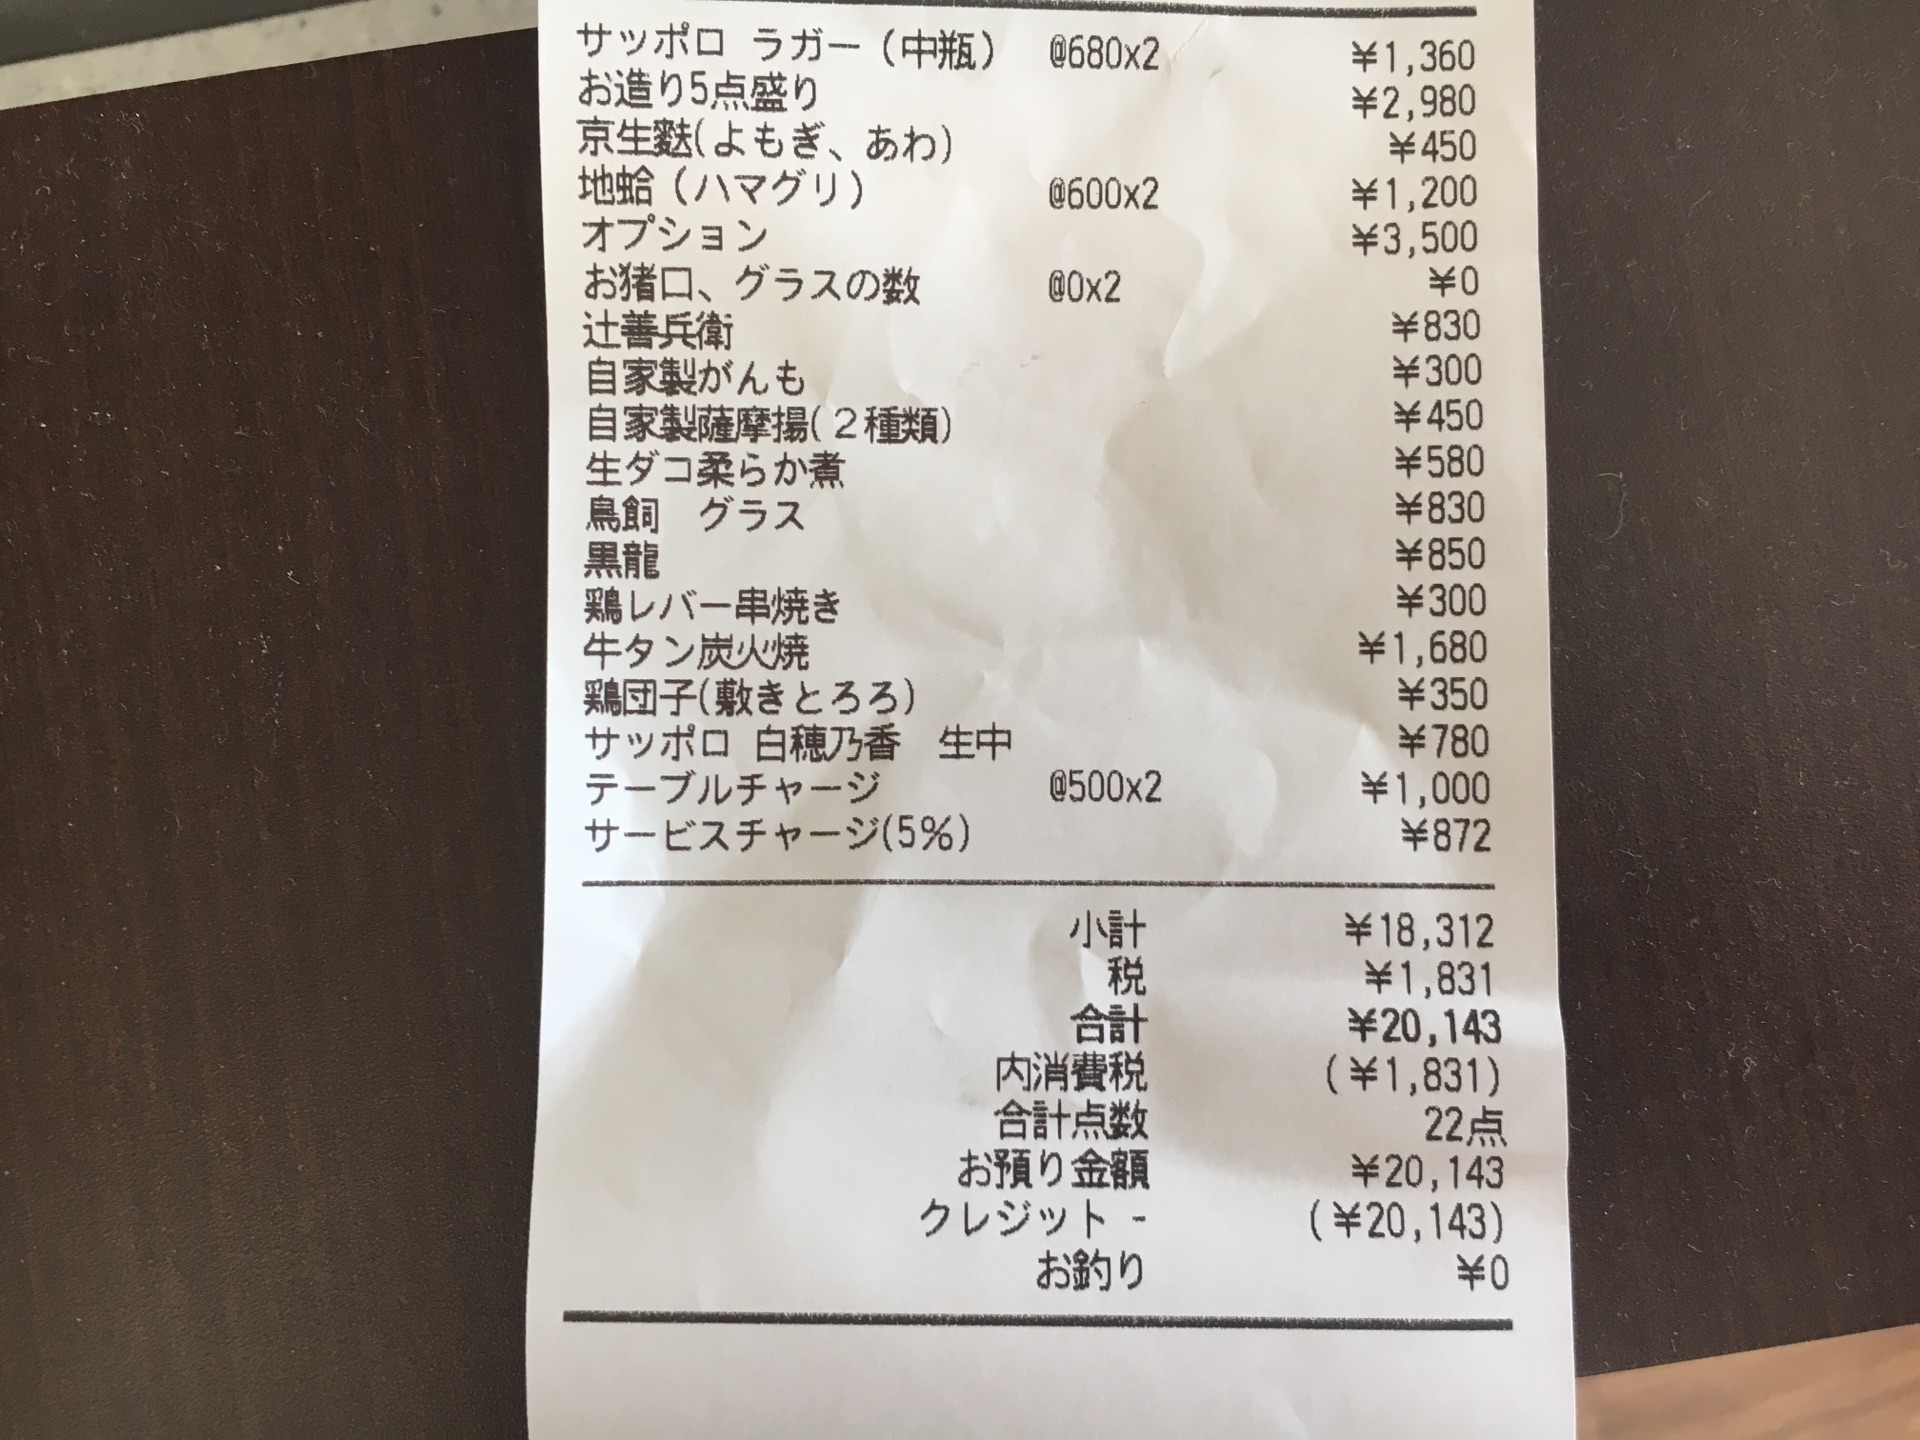 サッポロ ラガー（中瓶） @680x2 ¥1,360
お造り5点盛り ¥2,980
京生麩(よもぎ、あわ) ¥450
地蛤（ハマグリ） @600x2 ¥1,200
オプション ¥3,500
お猪口、グラスの数 @0x2 ¥0
辻善兵衛 ¥830
自家製がんも ¥300
自家製薩摩揚(２種類) ¥450
生ダコ柔らか煮 ¥580
鳥飼　グラス ¥830
黒龍 ¥850
鶏レバー串焼き ¥300
牛タン炭火焼 ¥1,680
鶏団子(敷きとろろ) ¥350
サッポロ 白穂乃香　生中 ¥780
テーブルチャージ @500x2 ¥1,000
サービスチャージ(5%) ¥872
小計 ¥18,312
税 ¥1,831
合計 ¥20,143
内消費税 (¥1,831)
合計点数 22点
お預り金額 ¥20,143
クレジット - (¥20,143)
お釣り ¥0